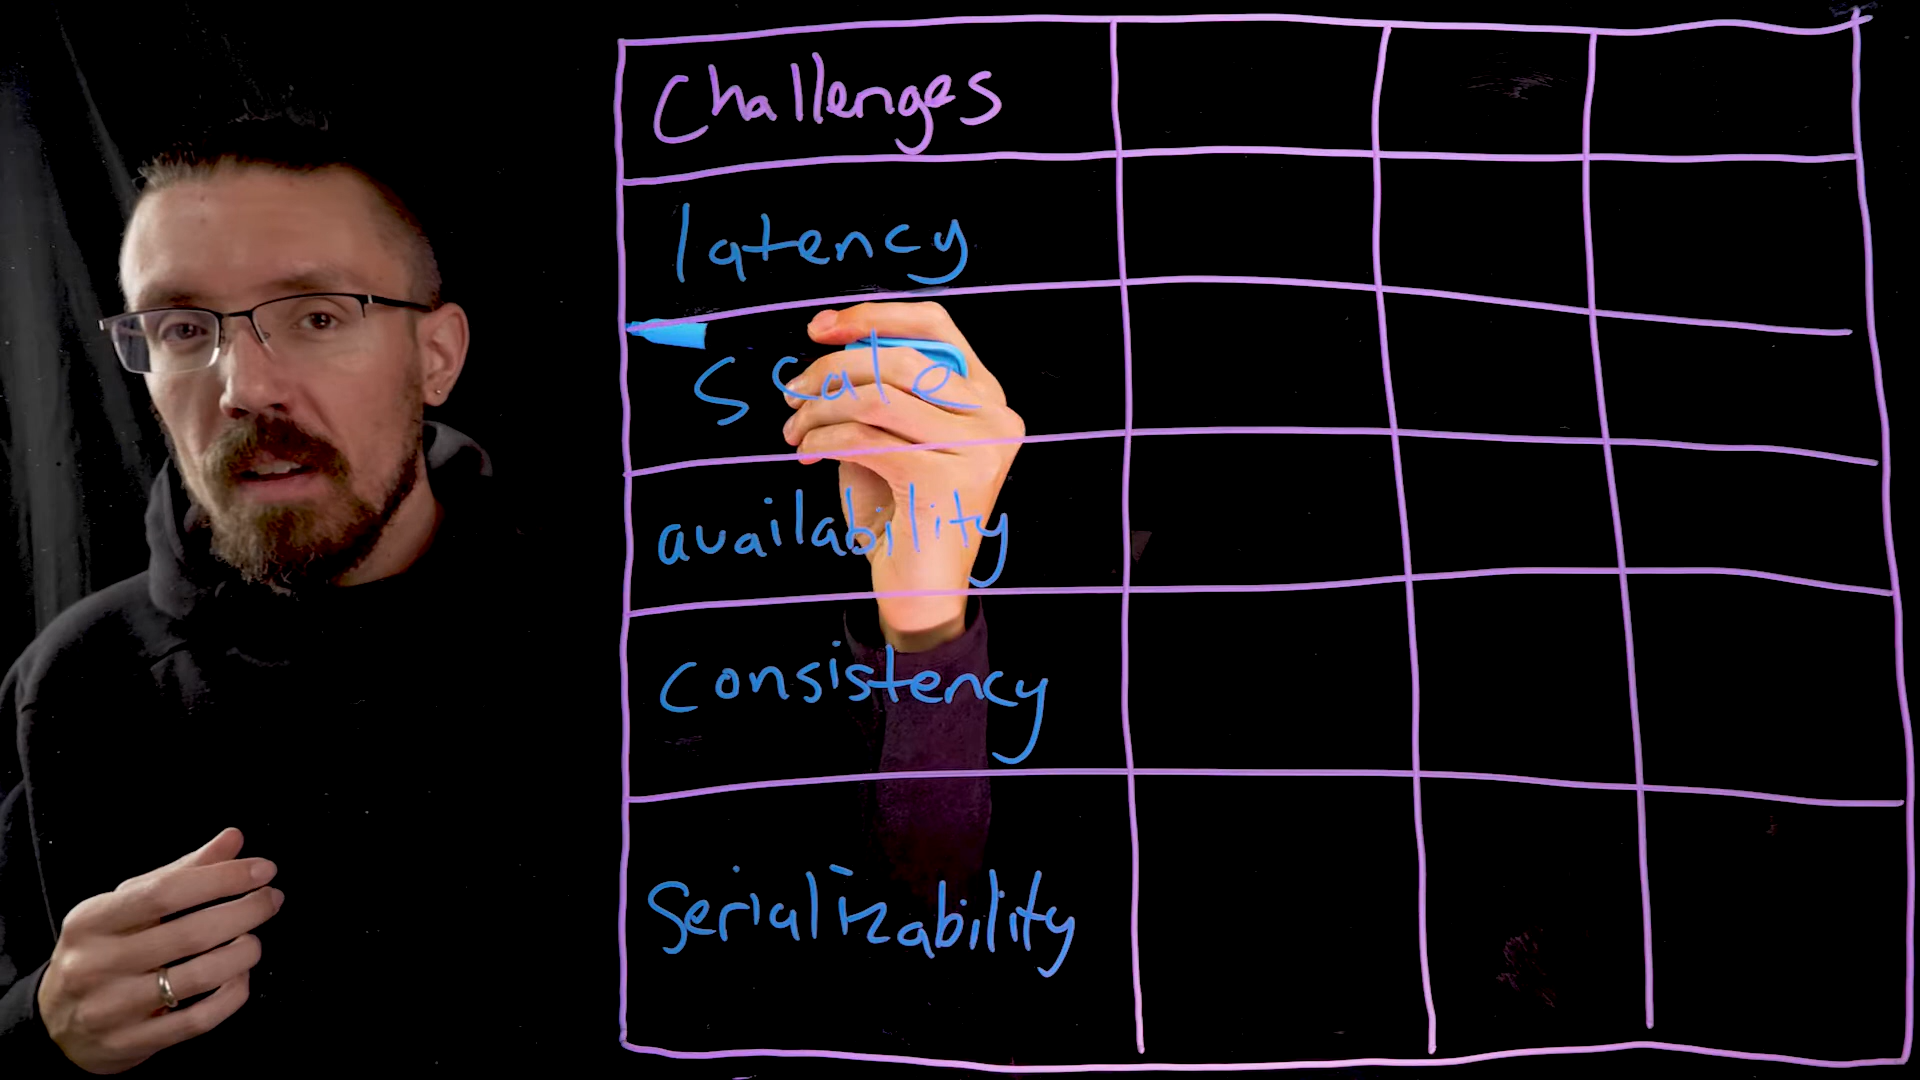 Challenges
latency
Scale
availability
Consistency
Serializability